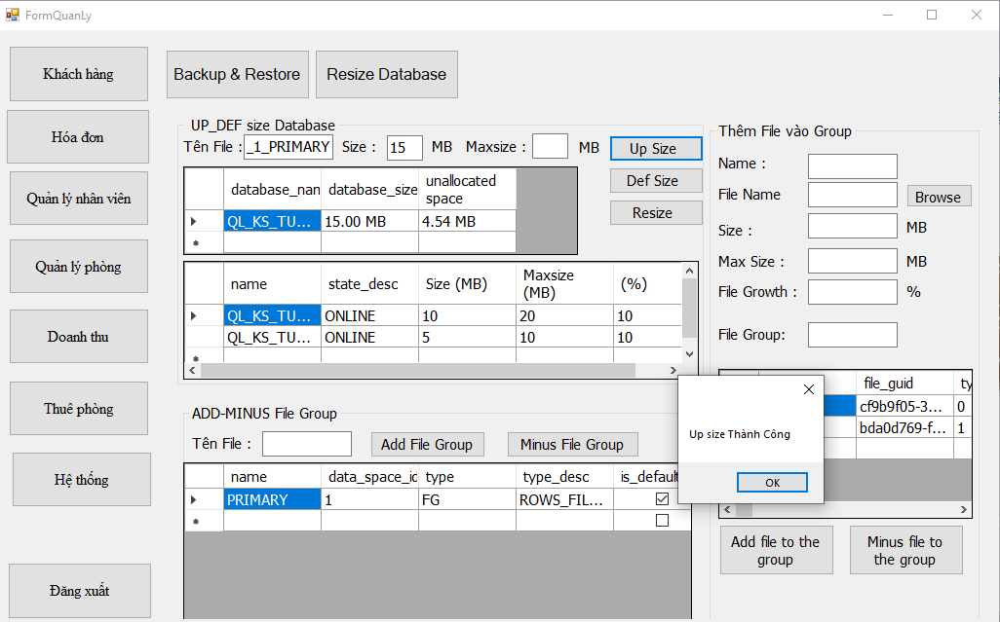 FormQuanLy
Khách hàng
Hóa đơn
Quản lý nhân viên
Quản lý phòng
Doanh thu
Thuê phòng
Hệ thống
Đăng xuất
Backup & Restore
Resize Database
UP_DEF size Database
Tên File : _1_PRIMARY Size : 15 MB Maxsize : MB
Up Size
Def Size
Resize
database_nan database_size unallocated
space
QL_KS_TU... 15.00 MB 4.54 MB
name state_desc Size (MB) Maxsize
(MB) (%)
QL_KS_TU... ONLINE 10 20 10
QL_KS_TU... ONLINE 5 10 10
ADD-MINUS File Group
Tên File :
Add File Group
Minus File Group
name data_space_id type type_desc is_default
PRIMARY 1 FG ROWS_FIL...
Thêm File vào Group
Name :
File Name
Browse
Size : MB
Max Size : MB
File Growth : %
File Group:
file_guid ty
cf9b9f05-3... 0
bda0d769-f... 1
Add file to the
group
Minus file to
the group
Up size Thành Công
OK